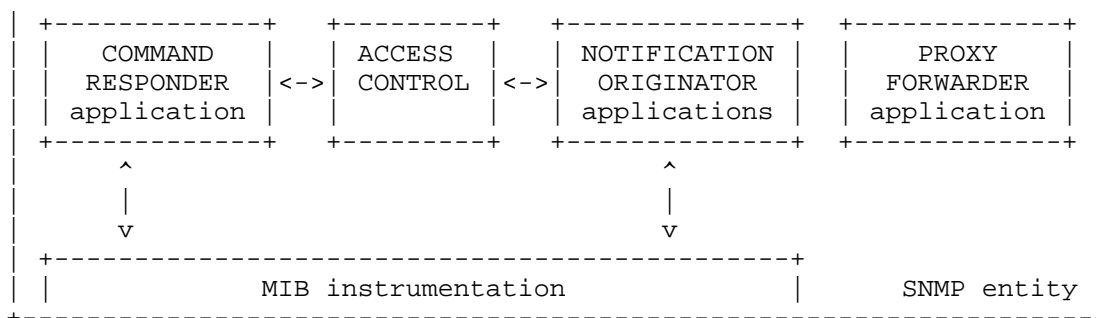 | +-------------+ +---------+ +--------------+ +-------------+
| | COMMAND | | ACCESS | | NOTIFICATION | | PROXY |
| | RESPONDER |<->| CONTROL |<->| ORIGINATOR | | FORWARDER |
| | application | | | | applications | | application |
| +-------------+ +---------+ +--------------+ +-------------+
| ^ ^
| | |
| v v
| +----------------------------------------------+
| | MIB instrumentation | SNMP entity
+--------------------------------------------------------------------